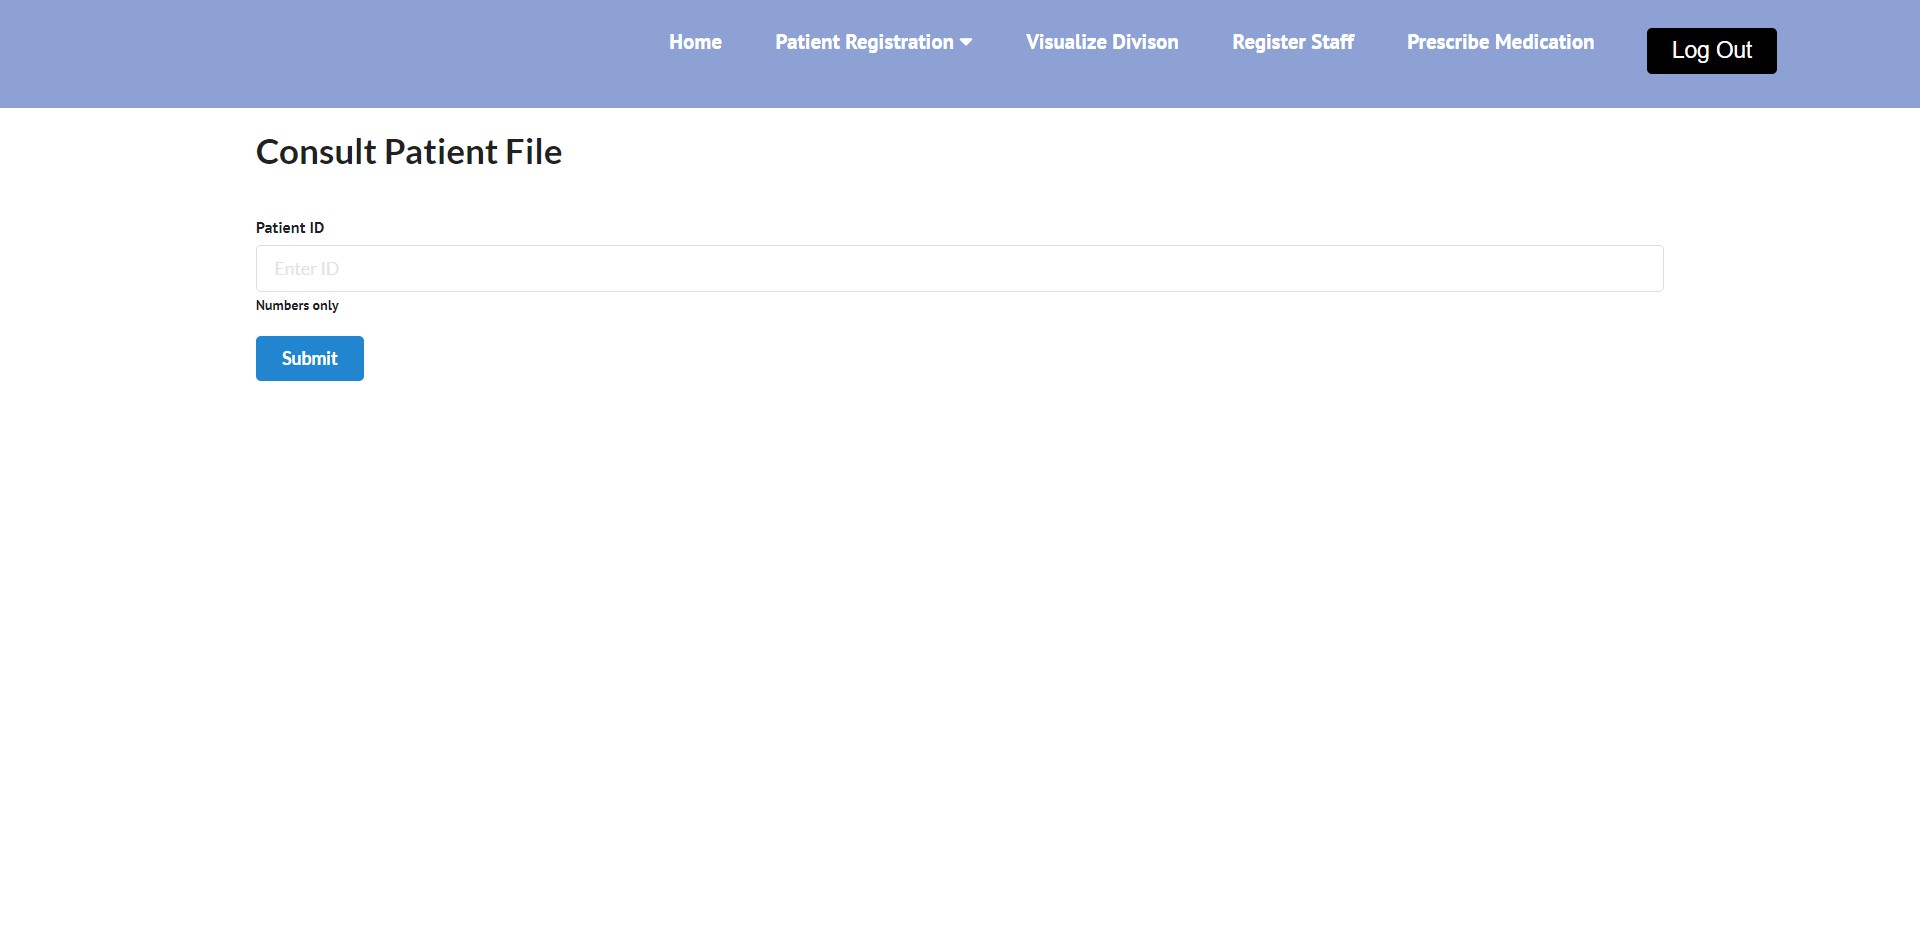 Home Patient Registration Visualize Divison Register Staff Prescribe Medication Log Out
Consult Patient File
Patient ID
Enter ID
Numbers only
Submit